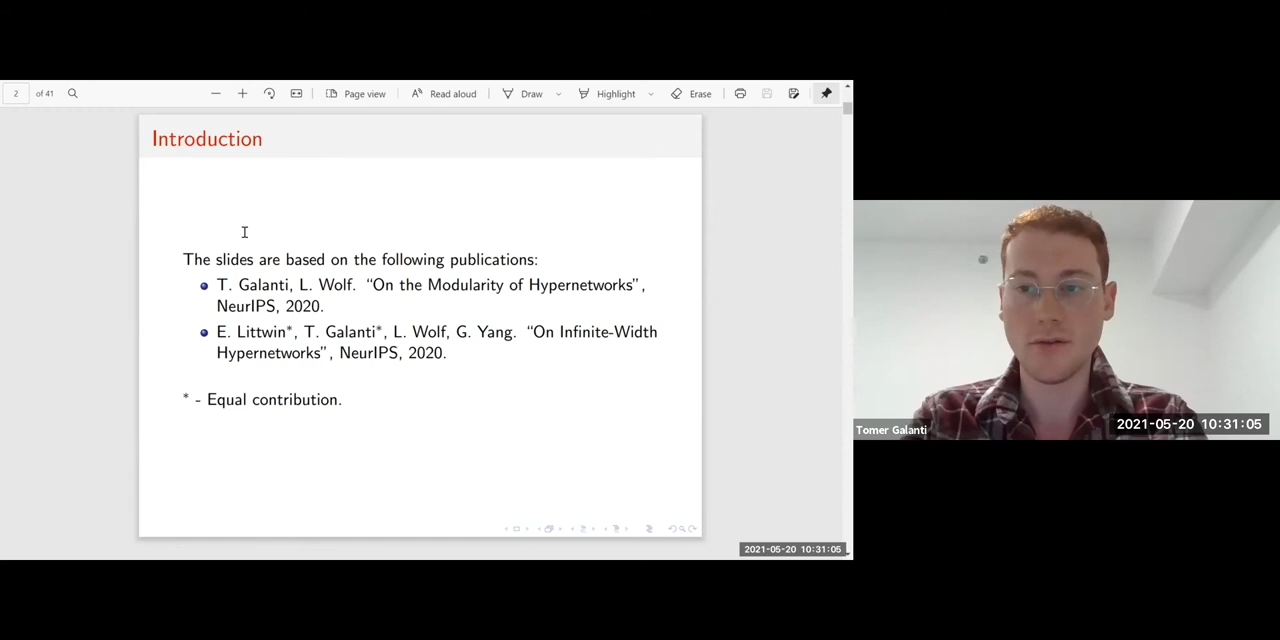 2 of 41 Page view Read aloud Draw Highlight Erase
Introduction
The slides are based on the following publications:
T. Galanti, L. Wolf. “On the Modularity of Hypernetworks”,
NeurIPS, 2020.
E. Littwin*, T. Galanti*, L. Wolf, G. Yang. “On Infinite-Width
Hypernetworks”, NeurIPS, 2020.
* - Equal contribution.
2021-05-20 10:31:05
Tomer Galanti
2021-05-20 10:31:05